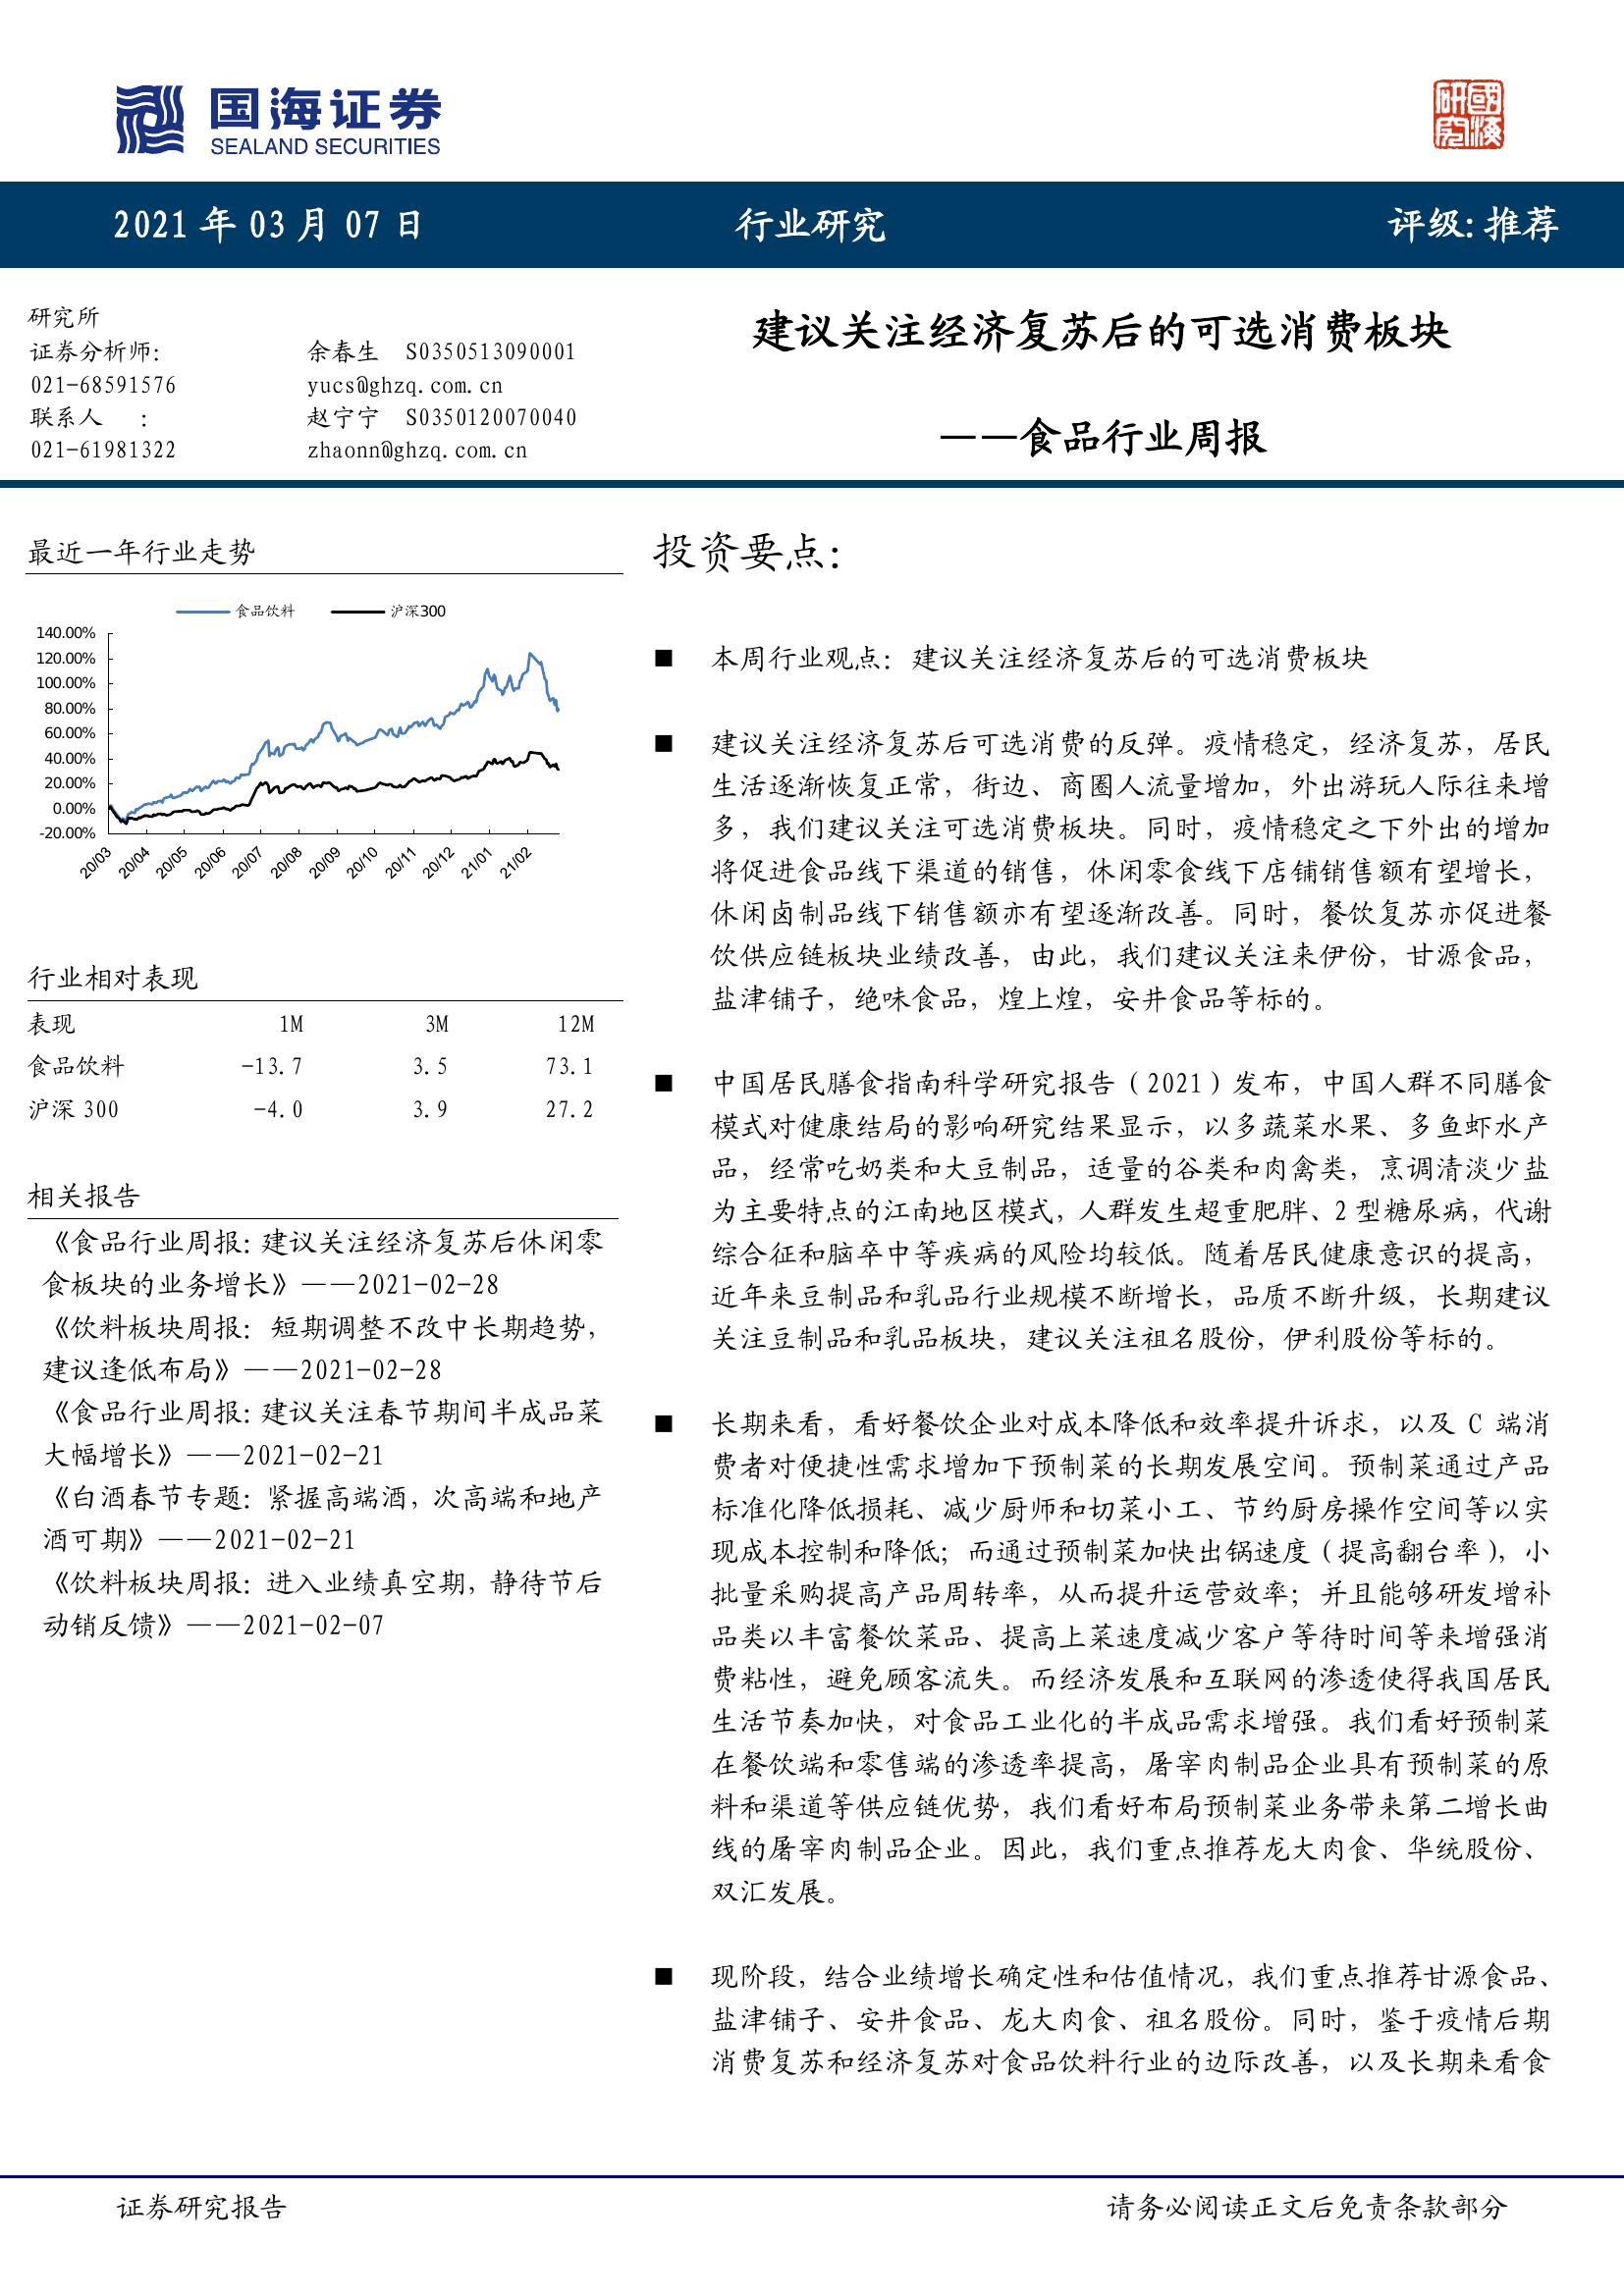 国海证券
SEALAND SECURITIES
研究
國海
2021 年 03 月 07 日
行业研究
评级:推荐
研究所
证券分析师: 余春生 S0350513090001
021-68591576 yucs@ghzq.com.cn
联系人 : 赵宁宁 S0350120070040
021-61981322 zhaonn@ghzq.com.cn
建议关注经济复苏后的可选消费板块
——食品行业周报
最近一年行业走势
食品饮料 沪深300
140.00%
120.00%
100.00%
80.00%
60.00%
40.00%
20.00%
0.00%
-20.00%
20/03 20/04 20/05 20/06 20/07 20/08 20/09 20/10 20/11 20/12 21/01 21/02
行业相对表现
表现 1M 3M 12M
食品饮料 -13.7 3.5 73.1
沪深 300 -4.0 3.9 27.2
相关报告
《食品行业周报:建议关注经济复苏后休闲零
食板块的业务增长》——2021-02-28
《饮料板块周报: 短期调整不改中长期趋势,
建议逢低布局》——2021-02-28
《食品行业周报:建议关注春节期间半成品菜
大幅增长》——2021-02-21
《白酒春节专题: 紧握高端酒,次高端和地产
酒可期》——2021-02-21
《饮料板块周报: 进入业绩真空期,静待节后
动销反馈》——2021-02-07
投资要点:
■ 本周行业观点:建议关注经济复苏后的可选消费板块
■ 建议关注经济复苏后可选消费的反弹。疫情稳定,经济复苏,居民
生活逐渐恢复正常,街边、商圈人流量增加,外出游玩人际往来增
多,我们建议关注可选消费板块。同时,疫情稳定之下外出的增加
将促进食品线下渠道的销售,休闲零食线下店铺销售额有望增长,
休闲卤制品线下销售额亦有望逐渐改善。同时,餐饮复苏亦促进餐
饮供应链板块业绩改善,由此,我们建议关注来伊份,甘源食品,
盐津铺子,绝味食品,煌上煌,安井食品等标的。
■ 中国居民膳食指南科学研究报告(2021)发布,中国人群不同膳食
模式对健康结局的影响研究结果显示,以多蔬菜水果、多鱼虾水产
品,经常吃奶类和大豆制品,适量的谷类和肉禽类,烹调清淡少盐
为主要特点的江南地区模式,人群发生超重肥胖、2 型糖尿病,代谢
综合征和脑卒中等疾病的风险均较低。随着居民健康意识的提高,
近年来豆制品和乳品行业规模不断增长,品质不断升级,长期建议
关注豆制品和乳品板块,建议关注祖名股份,伊利股份等标的。
■ 长期来看,看好餐饮企业对成本降低和效率提升诉求,以及 C 端消
费者对便捷性需求增加下预制菜的长期发展空间。预制菜通过产品
标准化降低损耗、减少厨师和切菜小工、节约厨房操作空间等以实
现成本控制和降低;而通过预制菜加快出锅速度(提高翻台率),小
批量采购提高产品周转率,从而提升运营效率;并且能够研发增补
品类以丰富餐饮菜品、提高上菜速度减少客户等待时间等来增强消
费粘性,避免顾客流失。而经济发展和互联网的渗透使得我国居民
生活节奏加快,对食品工业化的半成品需求增强。我们看好预制菜
在餐饮端和零售端的渗透率提高,屠宰肉制品企业具有预制菜的原
料和渠道等供应链优势,我们看好布局预制菜业务带来第二增长曲
线的屠宰肉制品企业。因此,我们重点推荐龙大肉食、华统股份、
双汇发展。
■ 现阶段,结合业绩增长确定性和估值情况,我们重点推荐甘源食品、
盐津铺子、安井食品、龙大肉食、祖名股份。同时,鉴于疫情后期
消费复苏和经济复苏对食品饮料行业的边际改善,以及长期来看食
证券研究报告
请务必阅读正文后免责条款部分